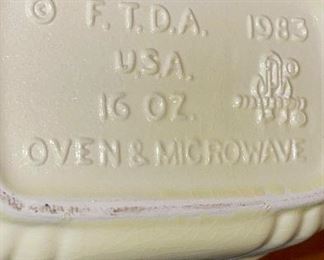 © F.T.D.A. 1983
U.S.A.
16 OZ.
OVEN & MICROWAVE